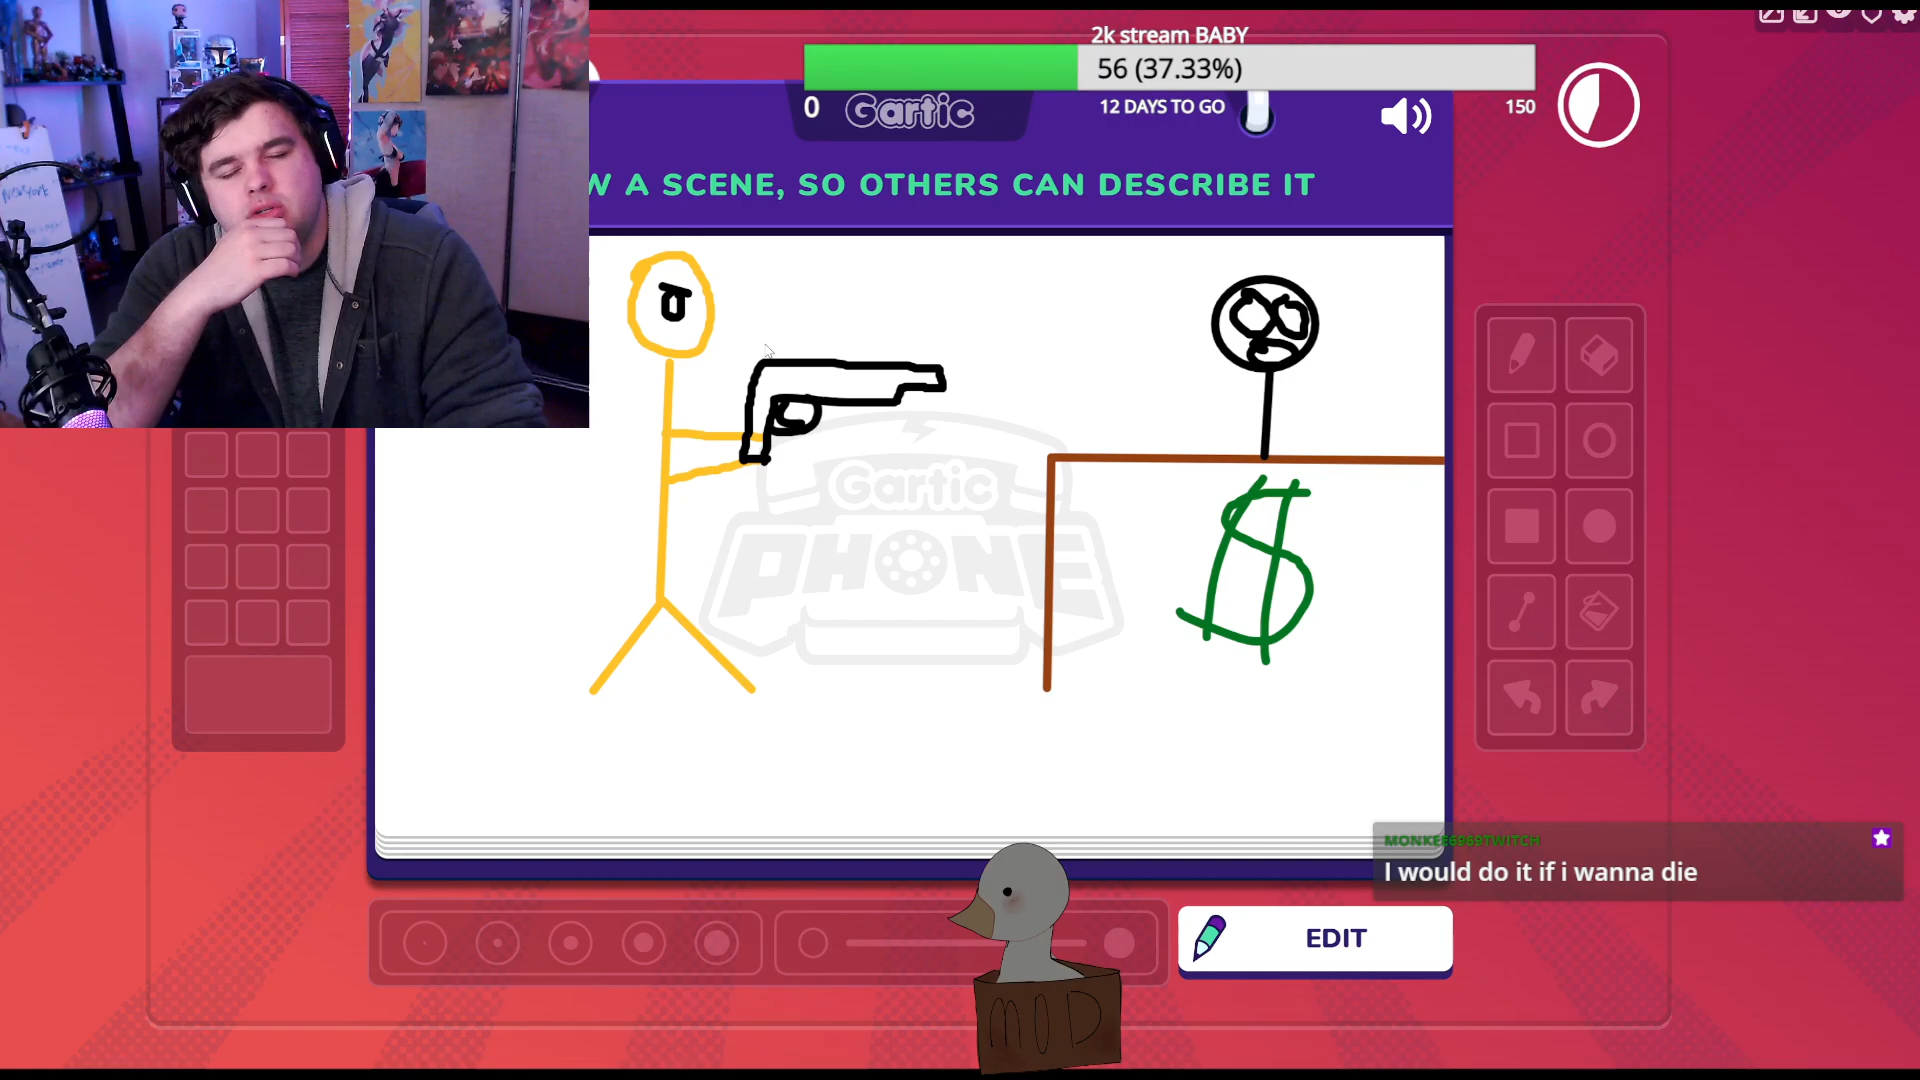 2k stream BABY
56 (37.33%)
0
Gartic
12 DAYS TO GO
150
W A SCENE, SO OTHERS CAN DESCRIBE IT
Gartic
PHONE
MONKEE6969TWITCH
I would do it if i wanna die
EDIT
MOD